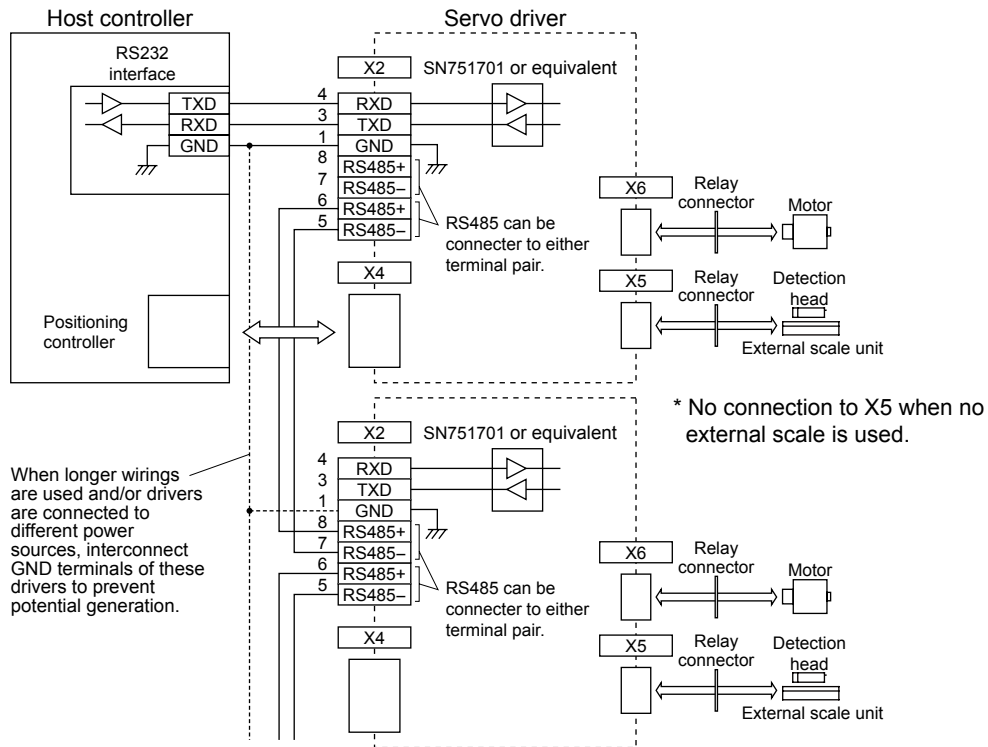 Host controller
Servo driver
RS232
interface
X2
SN751701 or equivalent
TXD
4
RXD
RXD
3
TXD
GND
1
GND
8
RS485+
7
RS485–
6
RS485+
5
RS485–
RS485 can be
connecter to either
terminal pair.
X6
Relay
connector
Motor
X4
X5
Relay
connector
Detection
head
External scale unit
Positioning
controller
* No connection to X5 when no
external scale is used.
X2
SN751701 or equivalent
4
RXD
3
TXD
1
GND
8
RS485+
7
RS485–
6
RS485+
5
RS485–
When longer wirings
are used and/or drivers
are connected to
different power
sources, interconnect
GND terminals of these
drivers to prevent
potential generation.
RS485 can be
connecter to either
terminal pair.
X6
Relay
connector
Motor
X4
X5
Relay
connector
Detection
head
External scale unit